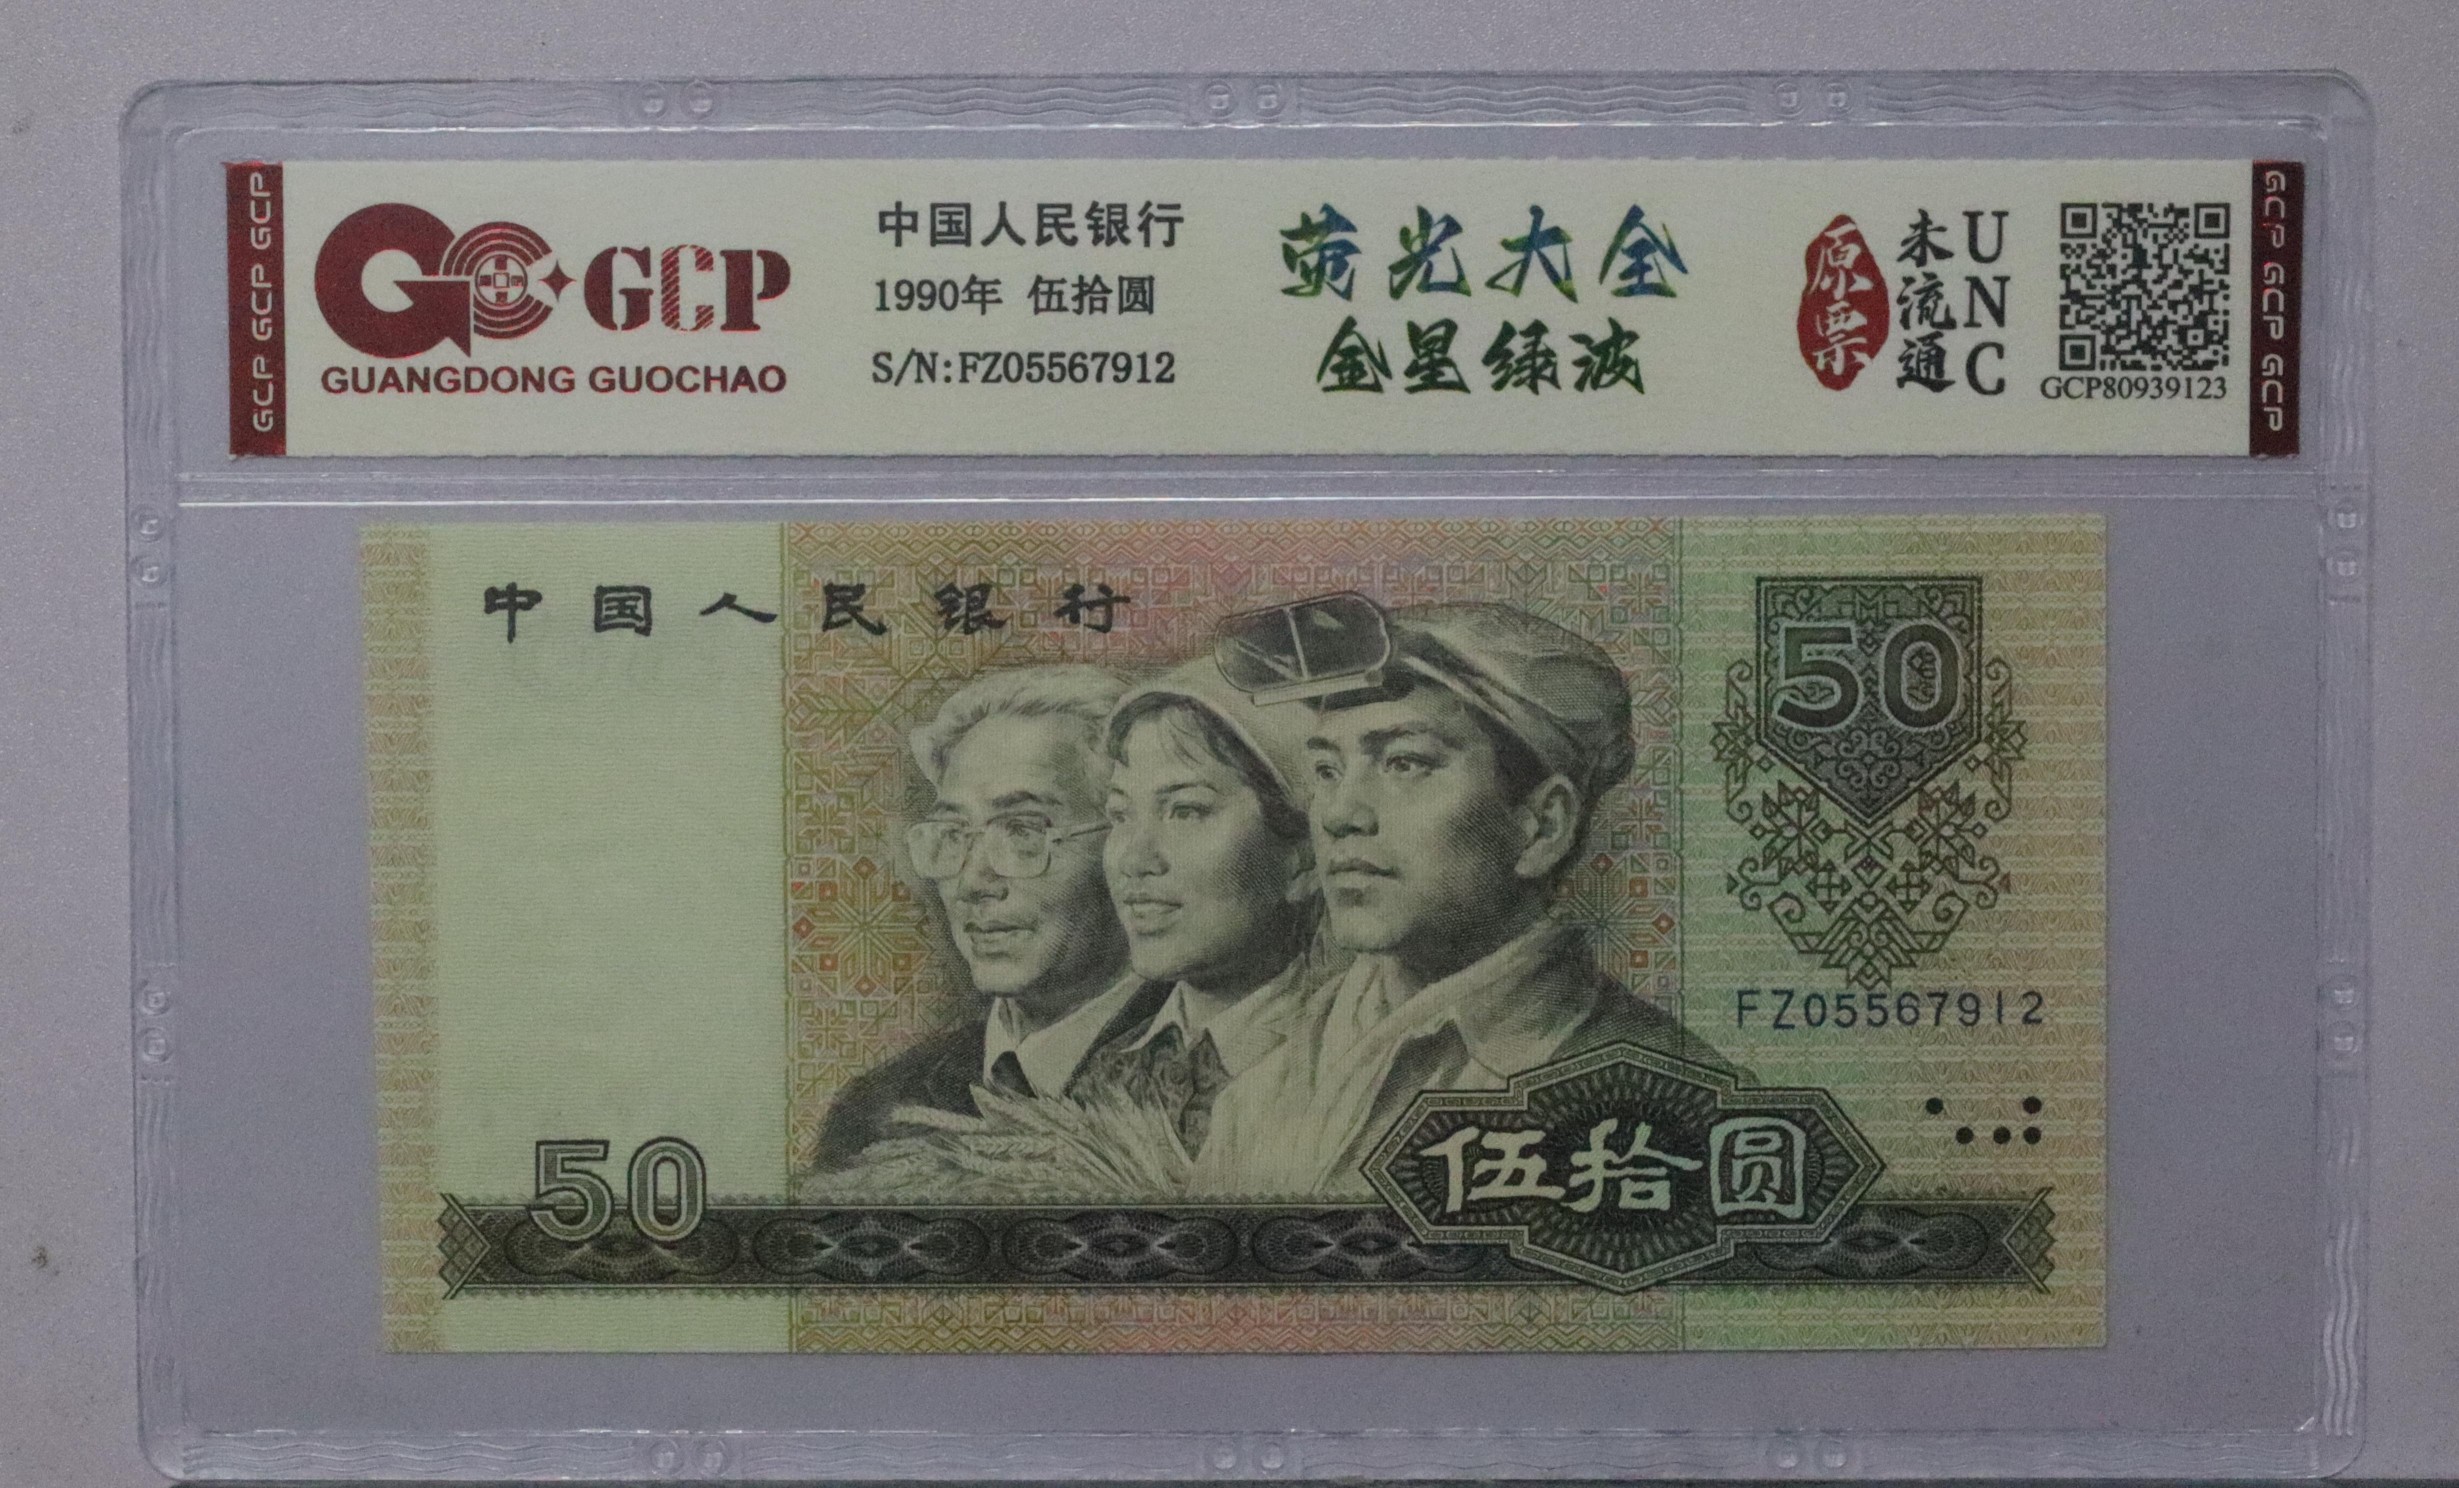 GCP GCP GCP
GCP
GUANGDONG GUOCHAO
中国人民银行
1990年 伍拾圆
S/N:FZ05567912
荧光大全
金星绿波
原票
未流通
UNC
GCP80939123
GCP GCP GCP
中国人民银行
50
FZ05567912
50
伍拾圆